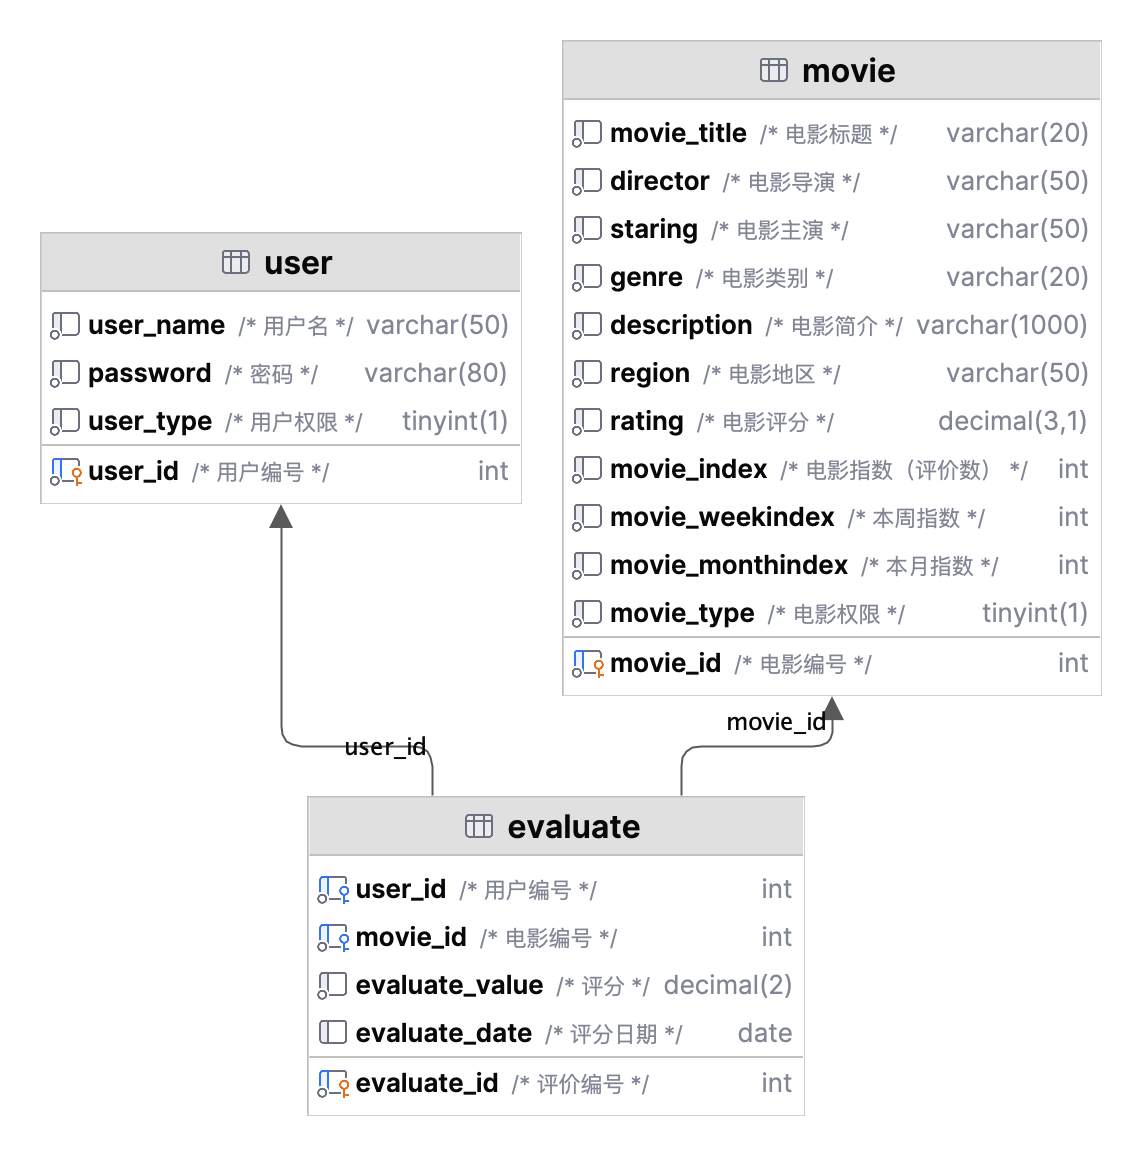 user
user_name /* 用户名 */ varchar(50)
password /* 密码 */ varchar(80)
user_type /* 用户权限 */ tinyint(1)
user_id /* 用户编号 */ int
movie
movie_title /* 电影标题 */ varchar(20)
director /* 电影导演 */ varchar(50)
staring /* 电影主演 */ varchar(50)
genre /* 电影类别 */ varchar(20)
description /* 电影简介 */ varchar(1000)
region /* 电影地区 */ varchar(50)
rating /* 电影评分 */ decimal(3,1)
movie_index /* 电影指数（评价数） */ int
movie_weekindex /* 本周指数 */ int
movie_monthindex /* 本月指数 */ int
movie_type /* 电影权限 */ tinyint(1)
movie_id /* 电影编号 */ int
user_id
movie_id
evaluate
user_id /* 用户编号 */ int
movie_id /* 电影编号 */ int
evaluate_value /* 评分 */ decimal(2)
evaluate_date /* 评分日期 */ date
evaluate_id /* 评价编号 */ int